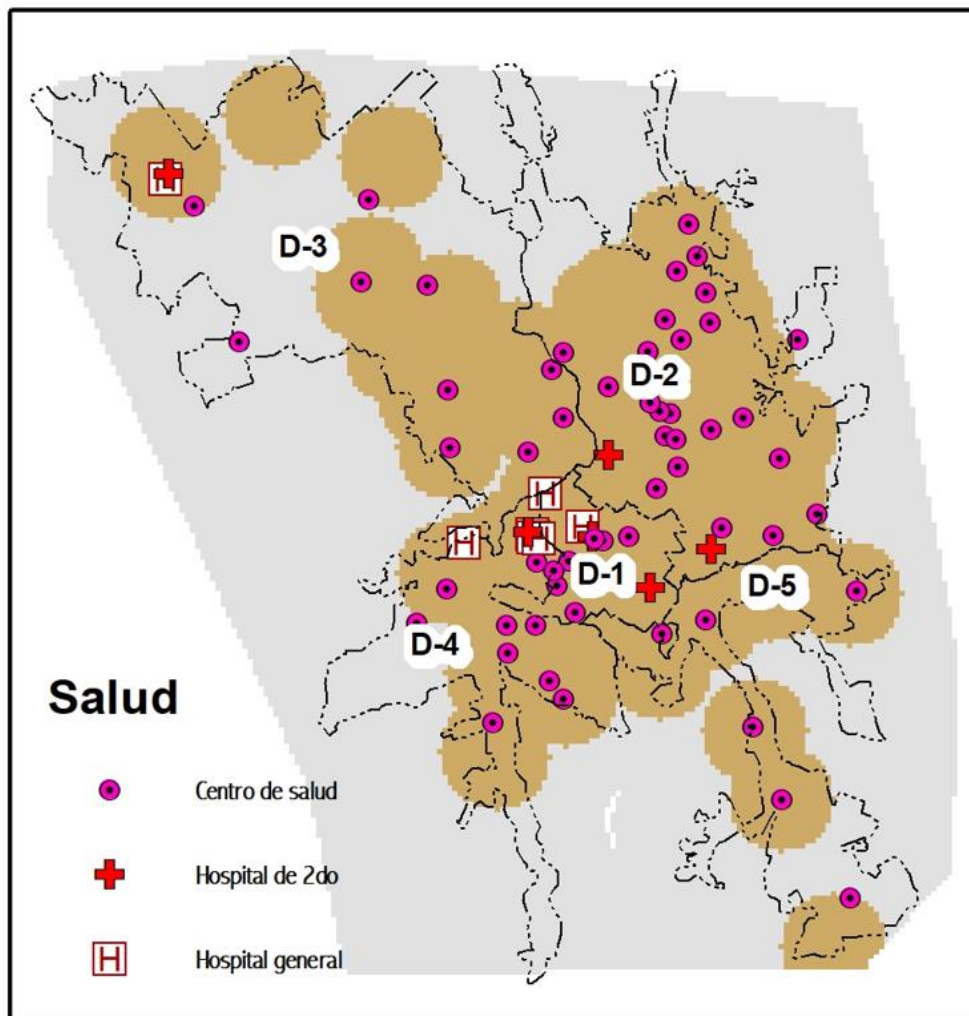 D-3
D-2
D-1
D-5
D-4
Salud
Centro de salud
Hospital de 2do
H Hospital general
H
H
H
H
H